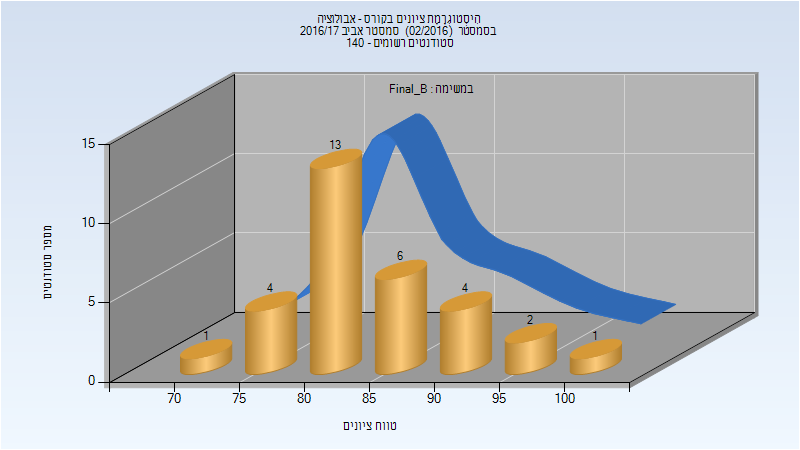 היסטוגרמת ציונים בקורס - אבולוציה
בסמסטר (02/2016) סמסטר אביב 2016/17
סטודנטים רשומים - 140
במשימה : Final_B
מספר סטודנטים
15
10
5
0
1
4
13
6
4
2
1
70 75 80 85 90 95 100
טווח ציונים